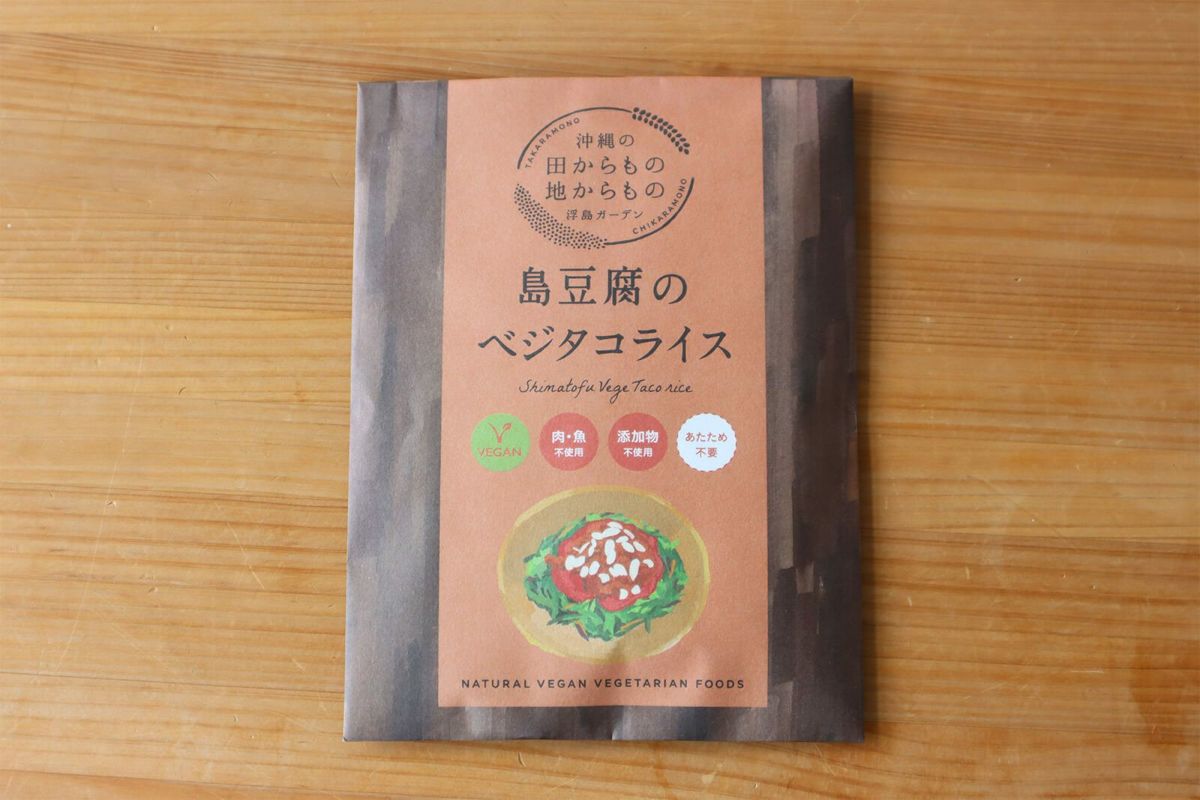 TAKARAMONO
沖縄の
田からもの
地からもの
浮島ガーデン
CHIKARAMONO
島豆腐の
ベジタコライス
Shimatofu Vege Taco rice
VEGAN
肉・魚
不使用
添加物
不使用
あたため
不要
NATURAL VEGAN VEGETARIAN FOODS